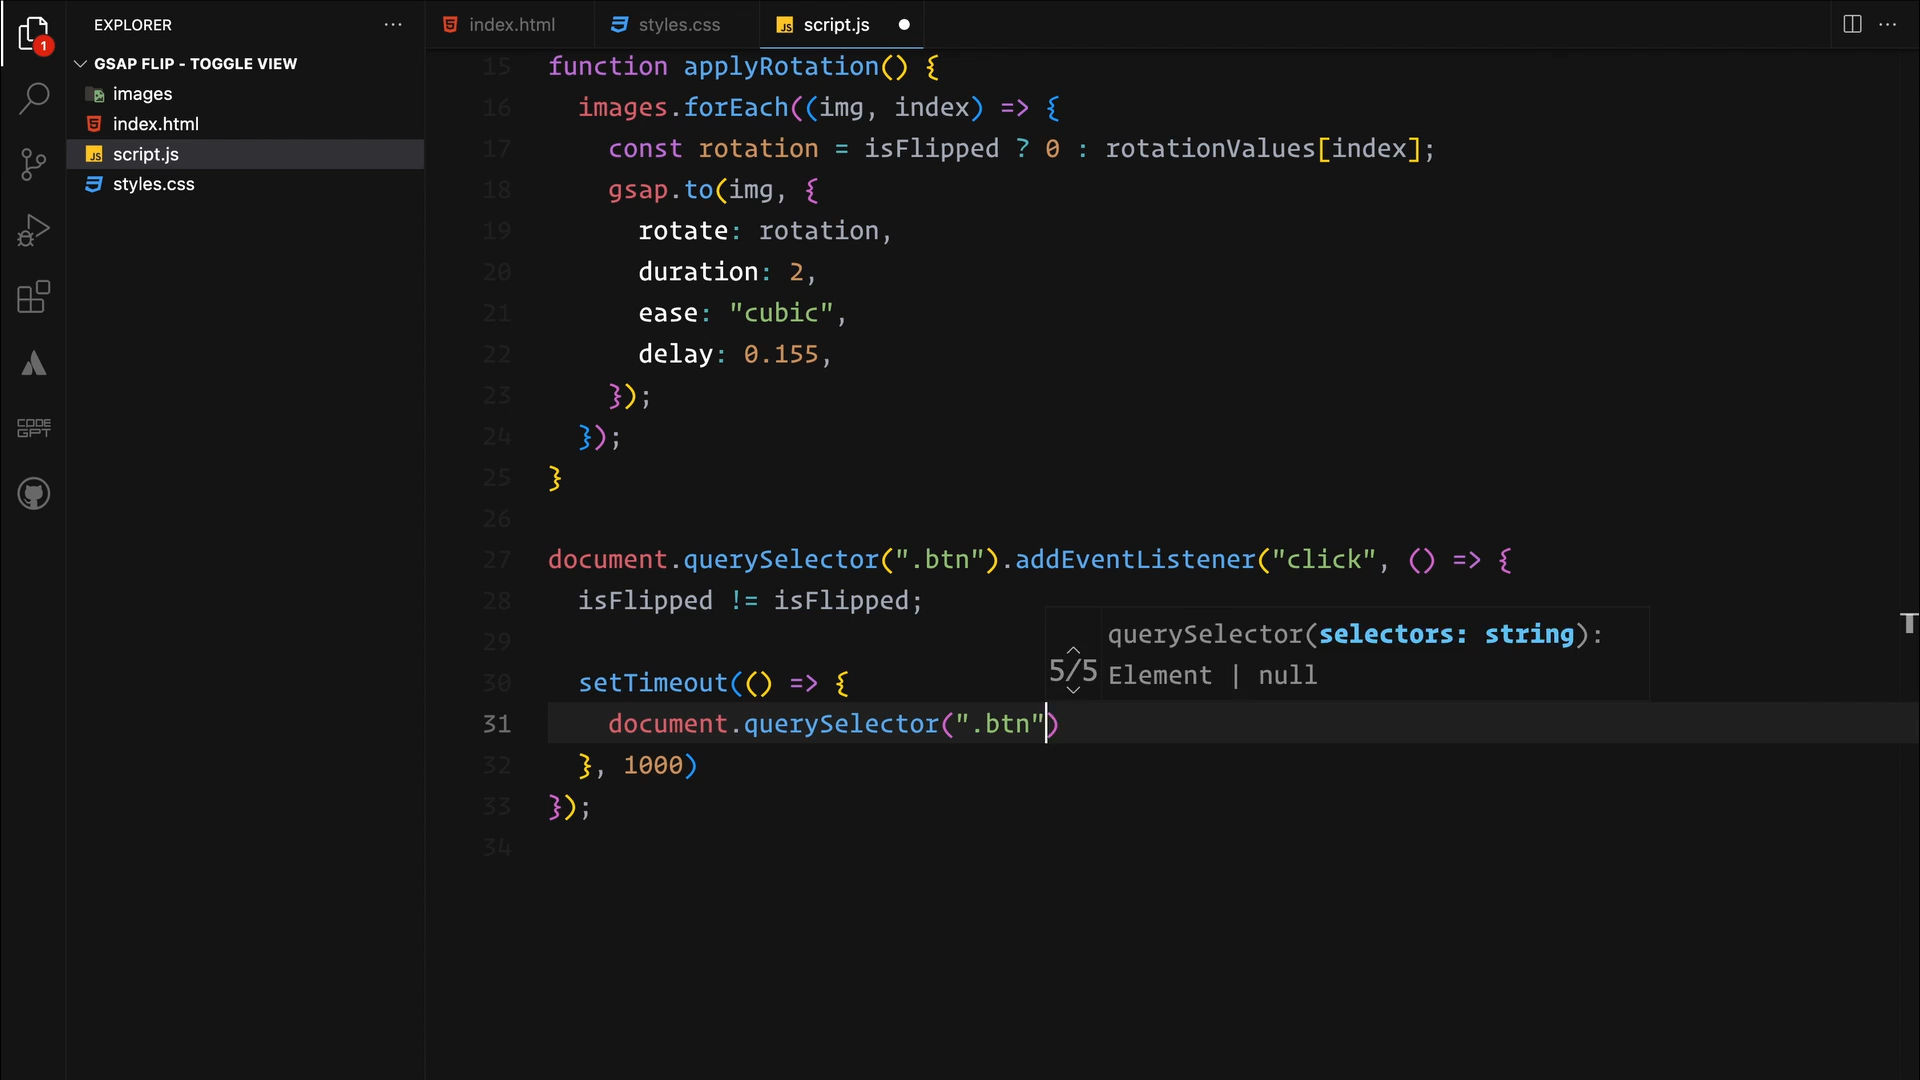 EXPLORER
1
GSAP FLIP - TOGGLE VIEW
images
index.html
script.js
styles.css
CODE
GPT
index.html
styles.css
JS script.js
15 function applyRotation() {
16 images.forEach((img, index) => {
17 const rotation = isFlipped ? 0 : rotationValues[index];
18 gsap.to(img, {
19 rotate: rotation,
20 duration: 2,
21 ease: "cubic",
22 delay: 0.155,
23 });
24 });
25 }
26
27 document.querySelector(".btn").addEventListener("click", () => {
28 isFlipped != isFlipped;
29
30 setTimeout(() => {
31 document.querySelector(".btn")
32 }, 1000)
33 });
34
5/5
querySelector(selectors: string):
Element | null
T